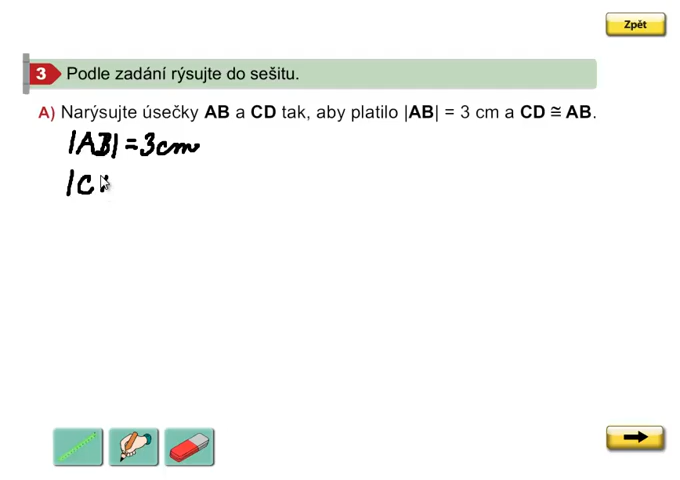 Zpět
3 Podle zadání rýsujte do sešitu.
A) Narýsujte úsečky AB a CD tak, aby platilo |AB| = 3 cm a CD ≅ AB.
|AB| = 3cm
|C